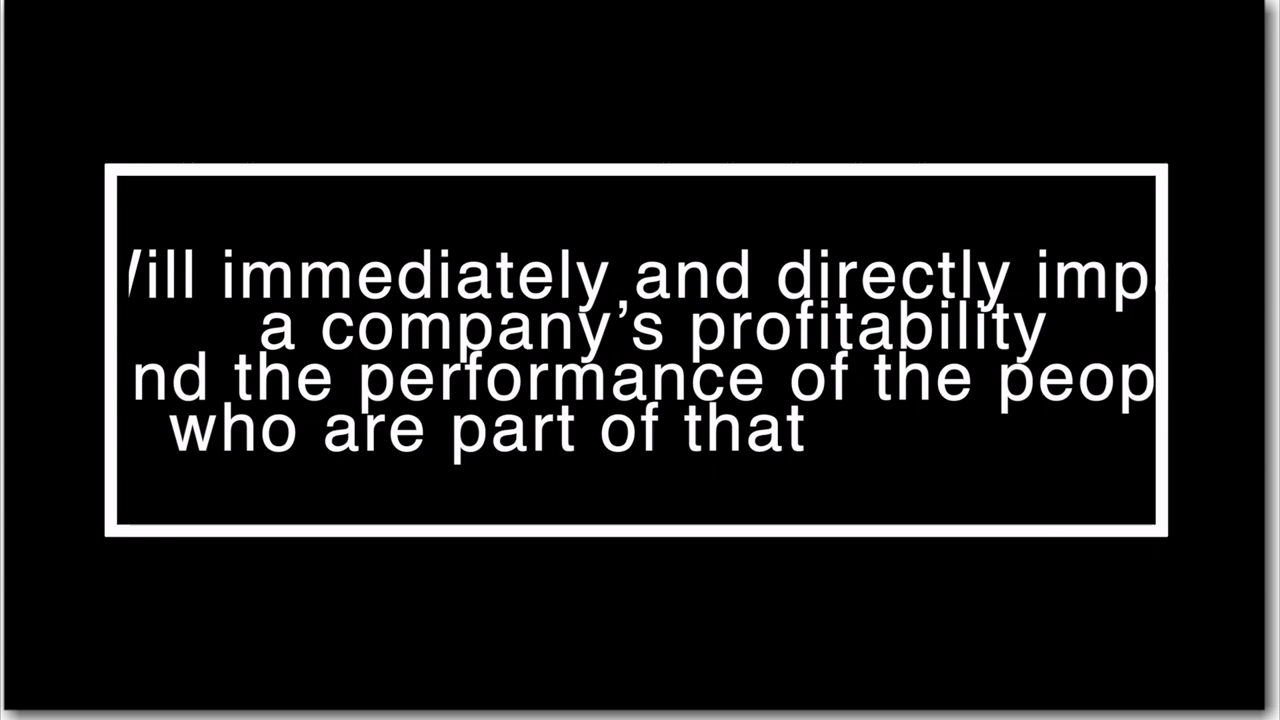 ill immediately and directly imp
a company’s profitability
nd the performance of the peop
who are part of that